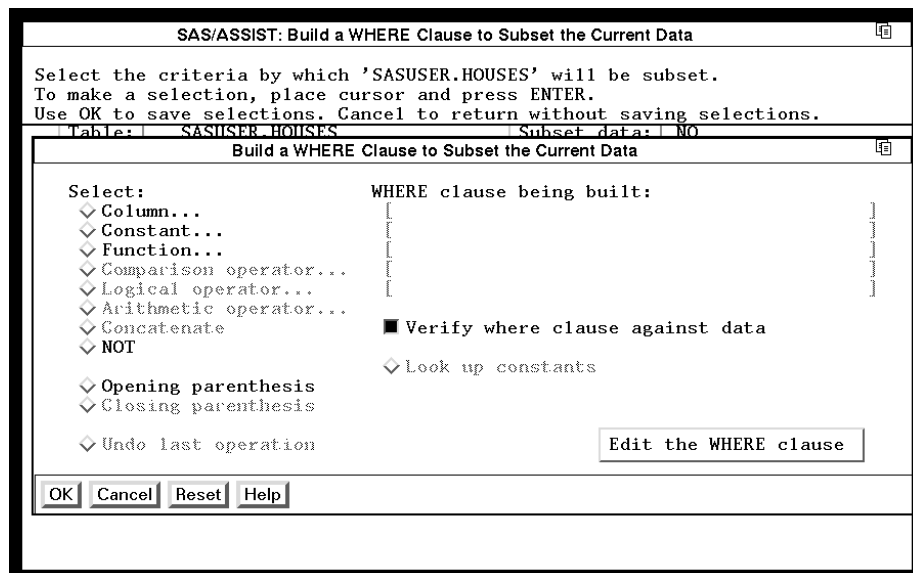 SAS/ASSIST: Build a WHERE Clause to Subset the Current Data
Select the criteria by which 'SASUSER.HOUSES' will be subset.
To make a selection, place cursor and press ENTER.
Use OK to save selections. Cancel to return without saving selections.
Table: SASUSER.HOUSES Subset data: NO
Build a WHERE Clause to Subset the Current Data
Select:
Column...
Constant...
Function...
Comparison operator...
Logical operator...
Arithmetic operator...
Concatenate
NOT
Opening parenthesis
Closing parenthesis
Undo last operation
WHERE clause being built:
[ ]
[ ]
[ ]
[ ]
[ ]
Verify where clause against data
Look up constants
Edit the WHERE clause
OK Cancel Reset Help